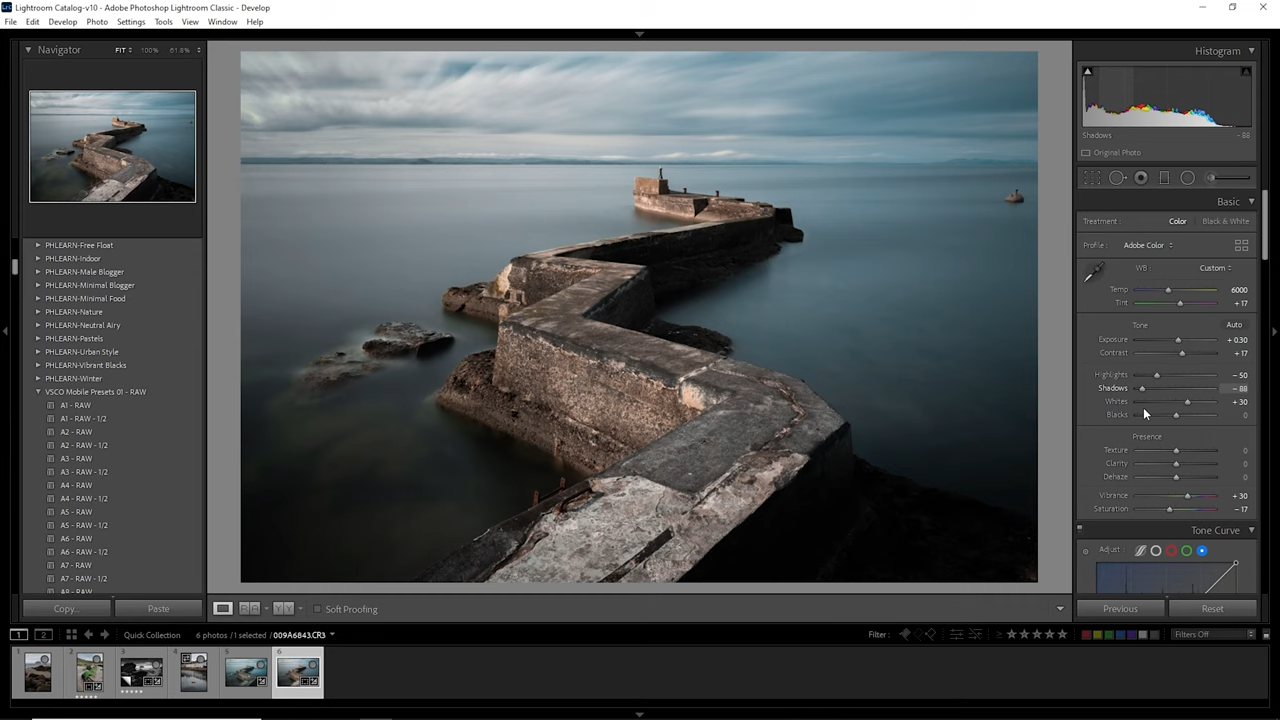 Lightroom Catalog-v10 - Adobe Photoshop Lightroom Classic - Develop
File Edit Develop Photo Settings Tools View Window Help
Navigator FIT 100% 61.8%
PHLEARN-Free Float
PHLEARN-Indoor
PHLEARN-Male Blogger
PHLEARN-Minimal Blogger
PHLEARN-Minimal Food
PHLEARN-Nature
PHLEARN-Neutral Airy
PHLEARN-Pastels
PHLEARN-Urban Style
PHLEARN-Vibrant Blacks
PHLEARN-Winter
VSCO Mobile Presets 01 - RAW
A1 - RAW
A1 - RAW - 1/2
A2 - RAW
A2 - RAW - 1/2
A3 - RAW
A3 - RAW - 1/2
A4 - RAW
A4 - RAW - 1/2
A5 - RAW
A5 - RAW - 1/2
A6 - RAW
A6 - RAW - 1/2
A7 - RAW
A7 - RAW - 1/2
Copy... Paste
Soft Proofing
Histogram
Shadows - 88
Original Photo
Basic
Treatment : Color Black & White
Profile : Adobe Color
WB : Custom
Temp 6000
Tint + 17
Tone Auto
Exposure + 0.30
Contrast + 17
Highlights - 50
Shadows - 88
Whites + 30
Blacks 0
Presence
Texture 0
Clarity 0
Dehaze 0
Vibrance + 30
Saturation - 17
Tone Curve
Adjust :
Previous Reset
1 2 Quick Collection 6 photos / 1 selected / 009A6843.CR3 Filter : Filters Off
1 2 3 4 5 6